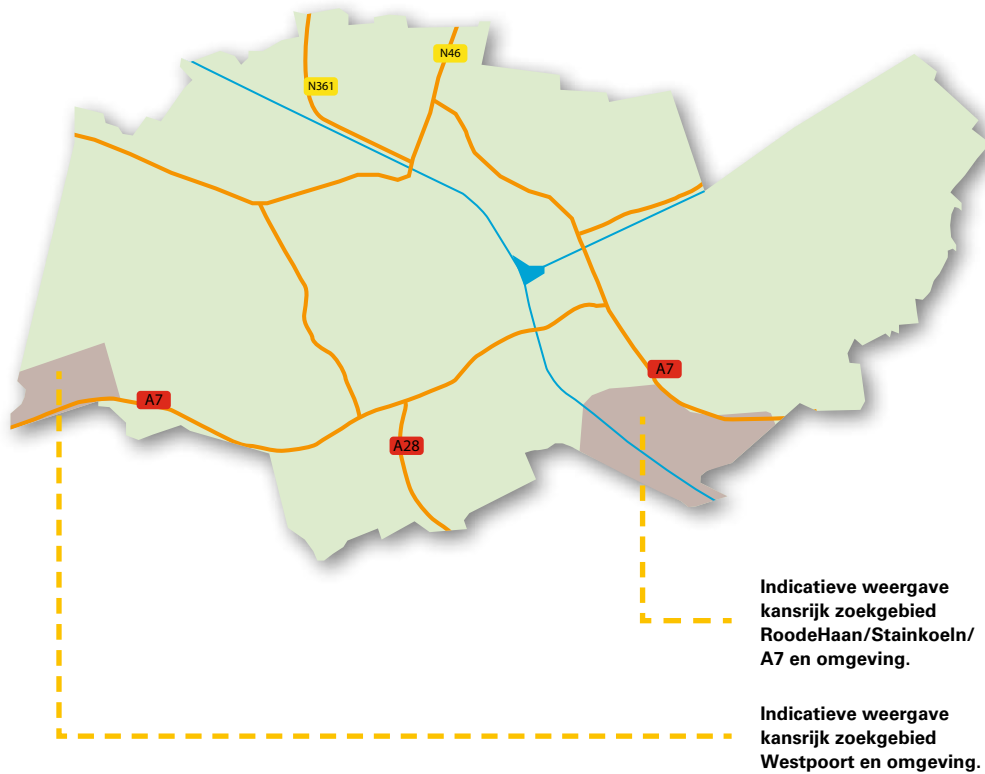 N46
N361
A7
A7
A28
Indicatieve weergave
kansrijk zoekgebied
RoodeHaan/Stainkoeln/
A7 en omgeving.
Indicatieve weergave
kansrijk zoekgebied
Westpoort en omgeving.